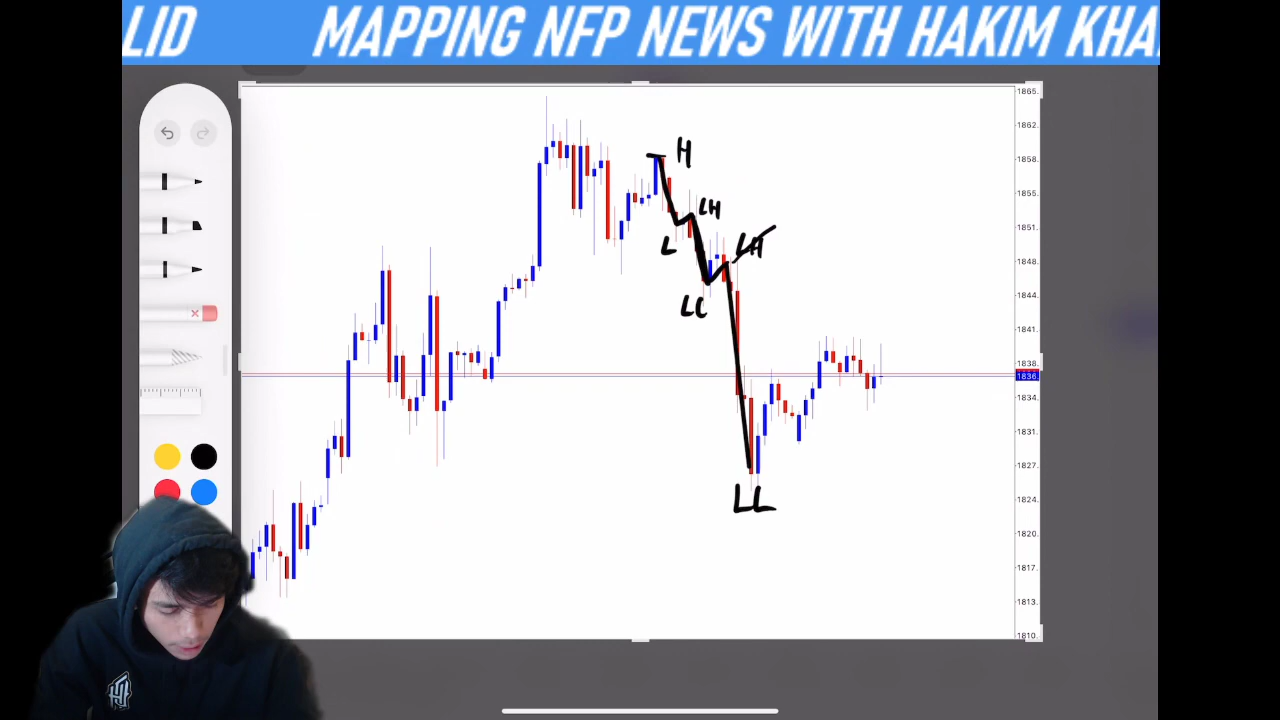 LID MAPPING NFP NEWS WITH HAKIM KHA
1865.
1862.
1858.
1855.
1851.
1848.
1844.
1841.
1838.
1836.
1834.
1831.
1827.
1824.
1820.
1817.
1813.
1810.
H
LH
L
LH
LL
LL